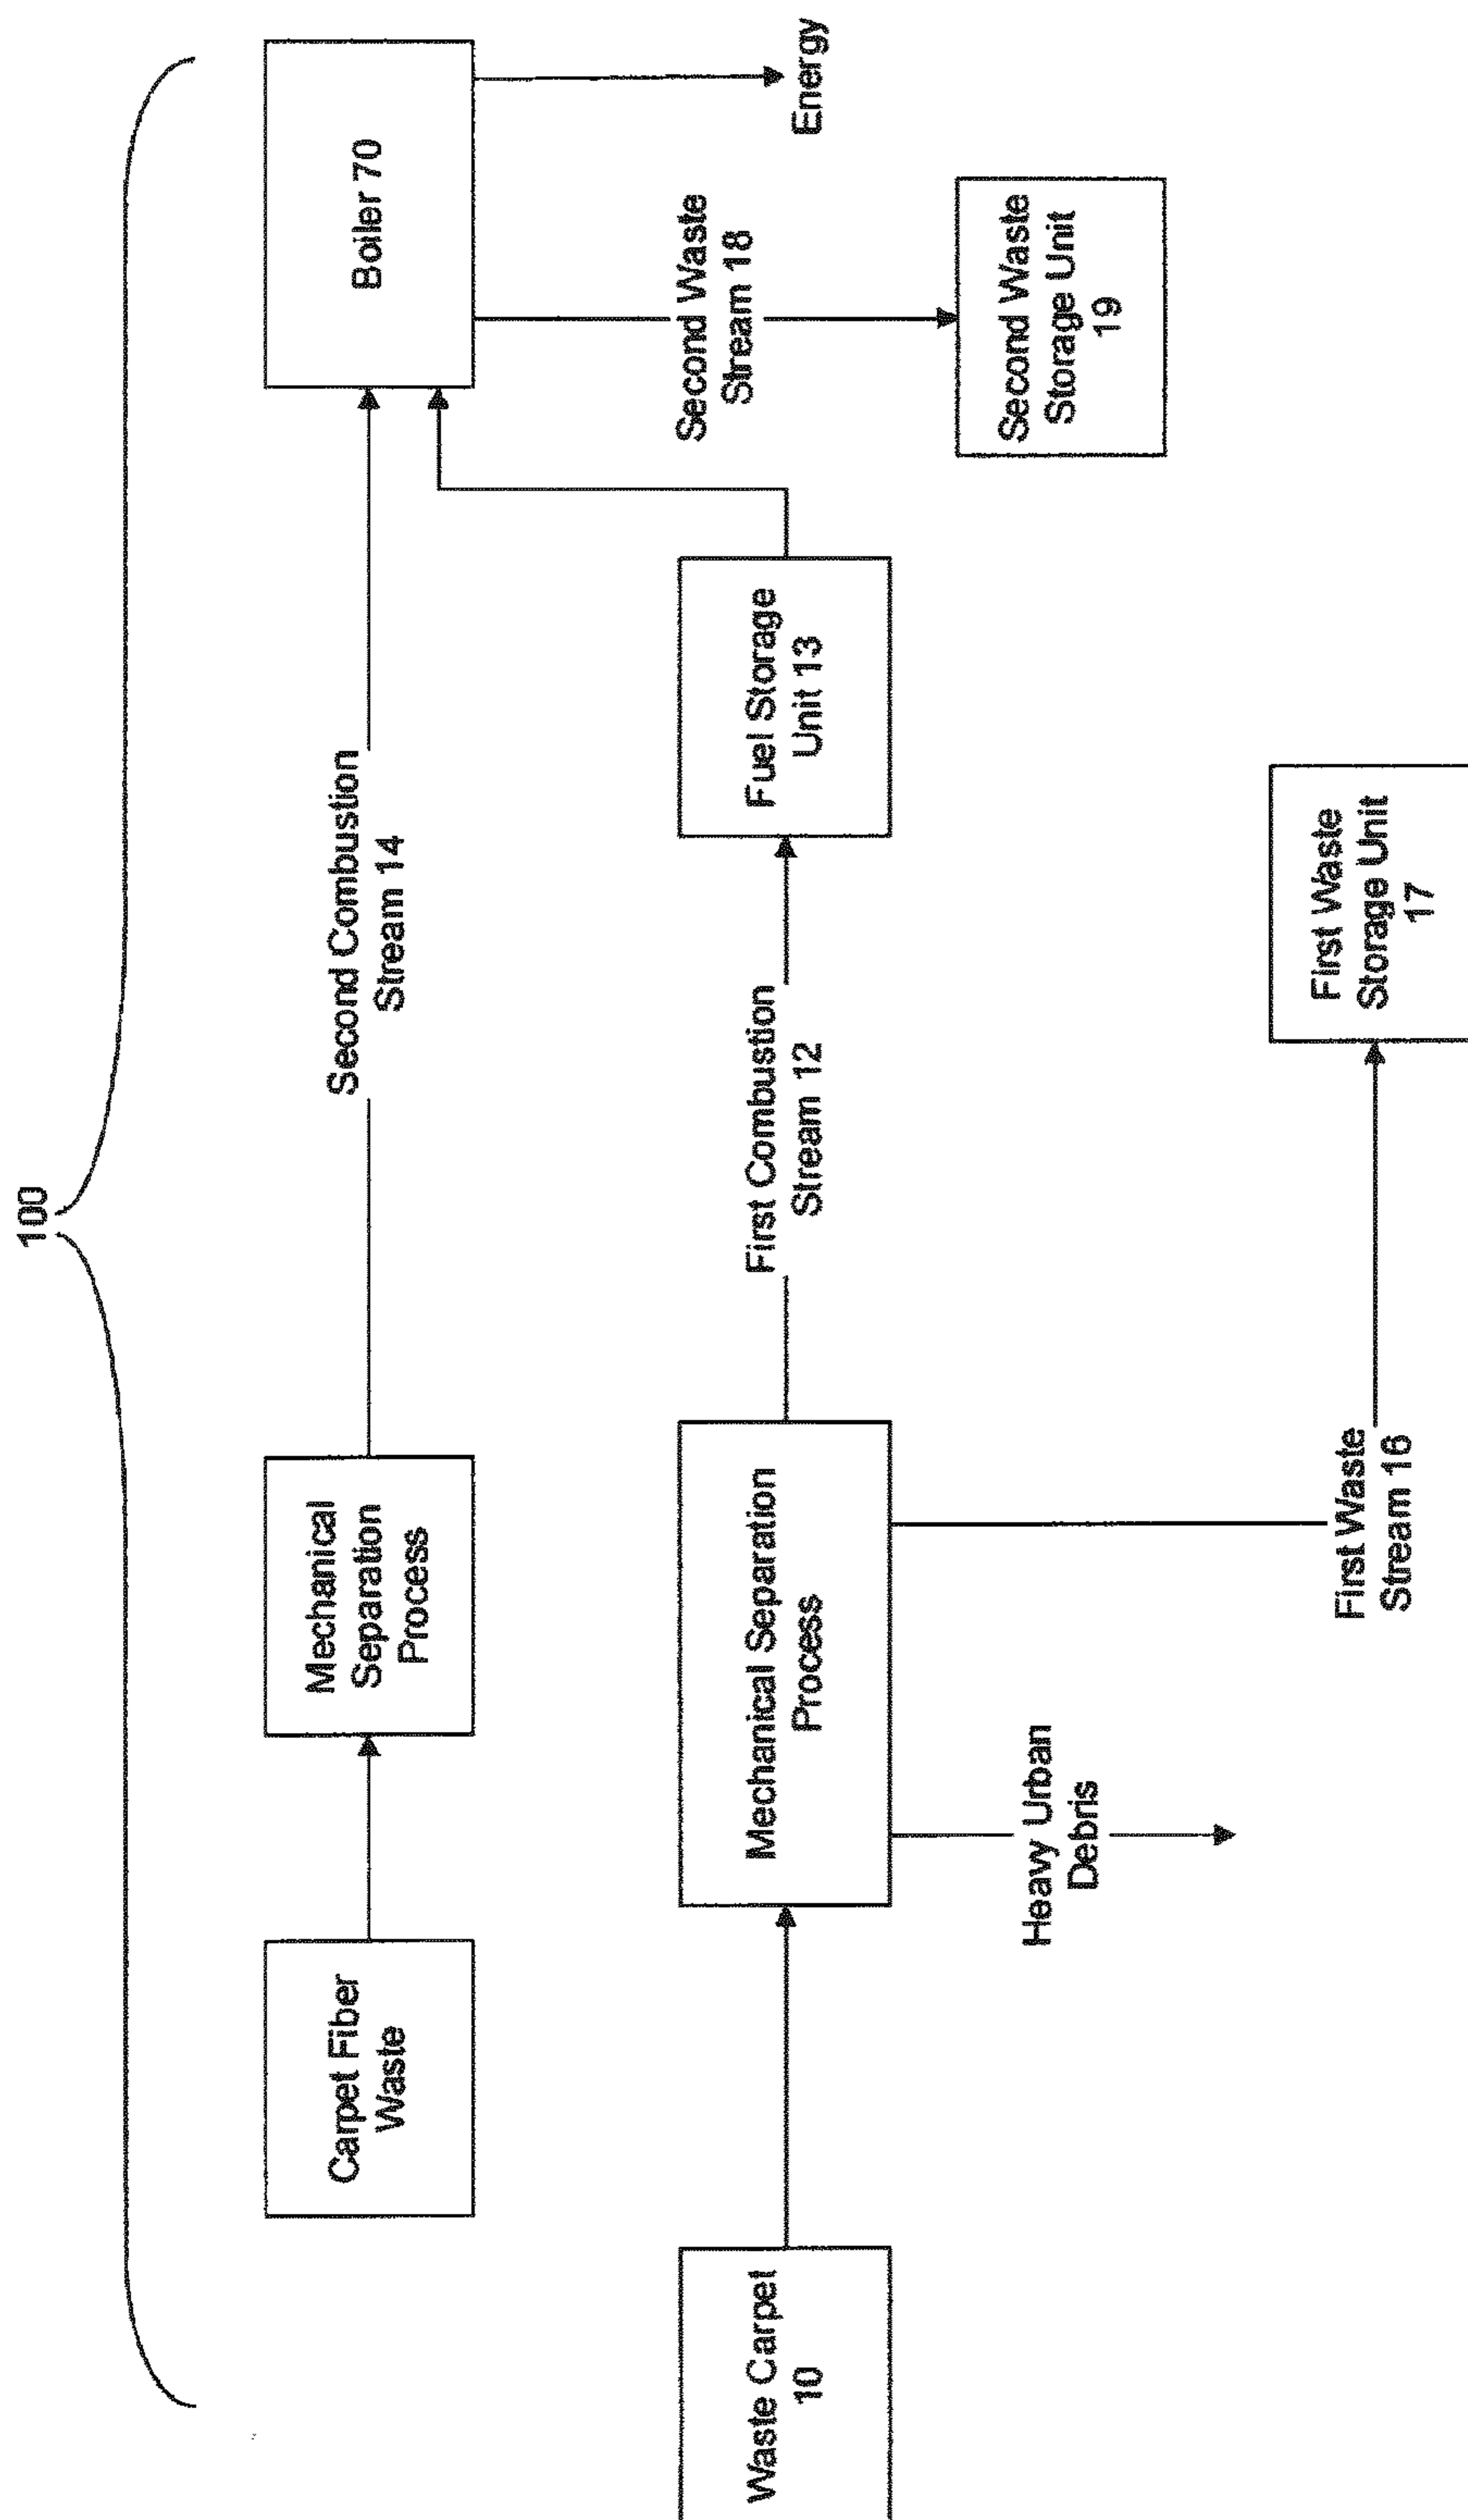 100
Carpet Fiber
Waste
Mechanical
Separation
Process
Second Combustion
Stream 14
Boiler 70
Energy
Second Waste
Stream 18
Second Waste
Storage Unit
19
Waste Carpet
10
Mechanical Separation
Process
First Combustion
Stream 12
Fuel Storage
Unit 13
Heavy Urban
Debris
First Waste
Stream 16
First Waste
Storage Unit
17